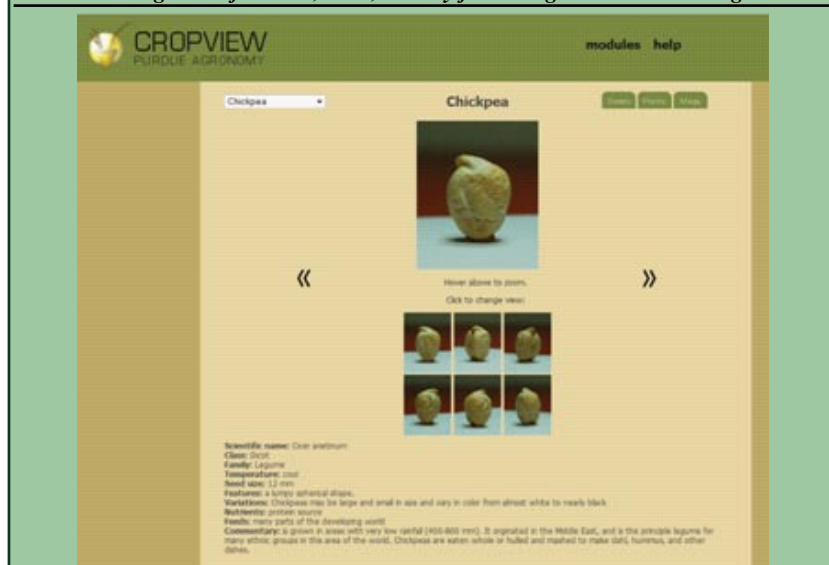 CROPVIEW
PURDUE AGRONOMY
modules help
Chickpea
Chickpea
Seeds Plants Maps
«
»
Hover above to zoom.
Click to change view:
Scientific name: Cicer arietinum
Class: Dicot
Family: Legume
Temperature: cool
Seed size: 12 mm
Features: a lumpy spherical shape.
Variations: Chickpeas may be large and small in size and vary in color from almost white to nearly black.
Nutrients: protein source
Feeds: many parts of the developing world
Commentary: is grown in areas with very low rainfall (400-600 mm). It orginated in the Middle East, and is the principle legume for
many ethnic groups in this area of the world. Chickpeas are eaten whole or hulled and mashed to make dahl, hummus, and other
dishes.